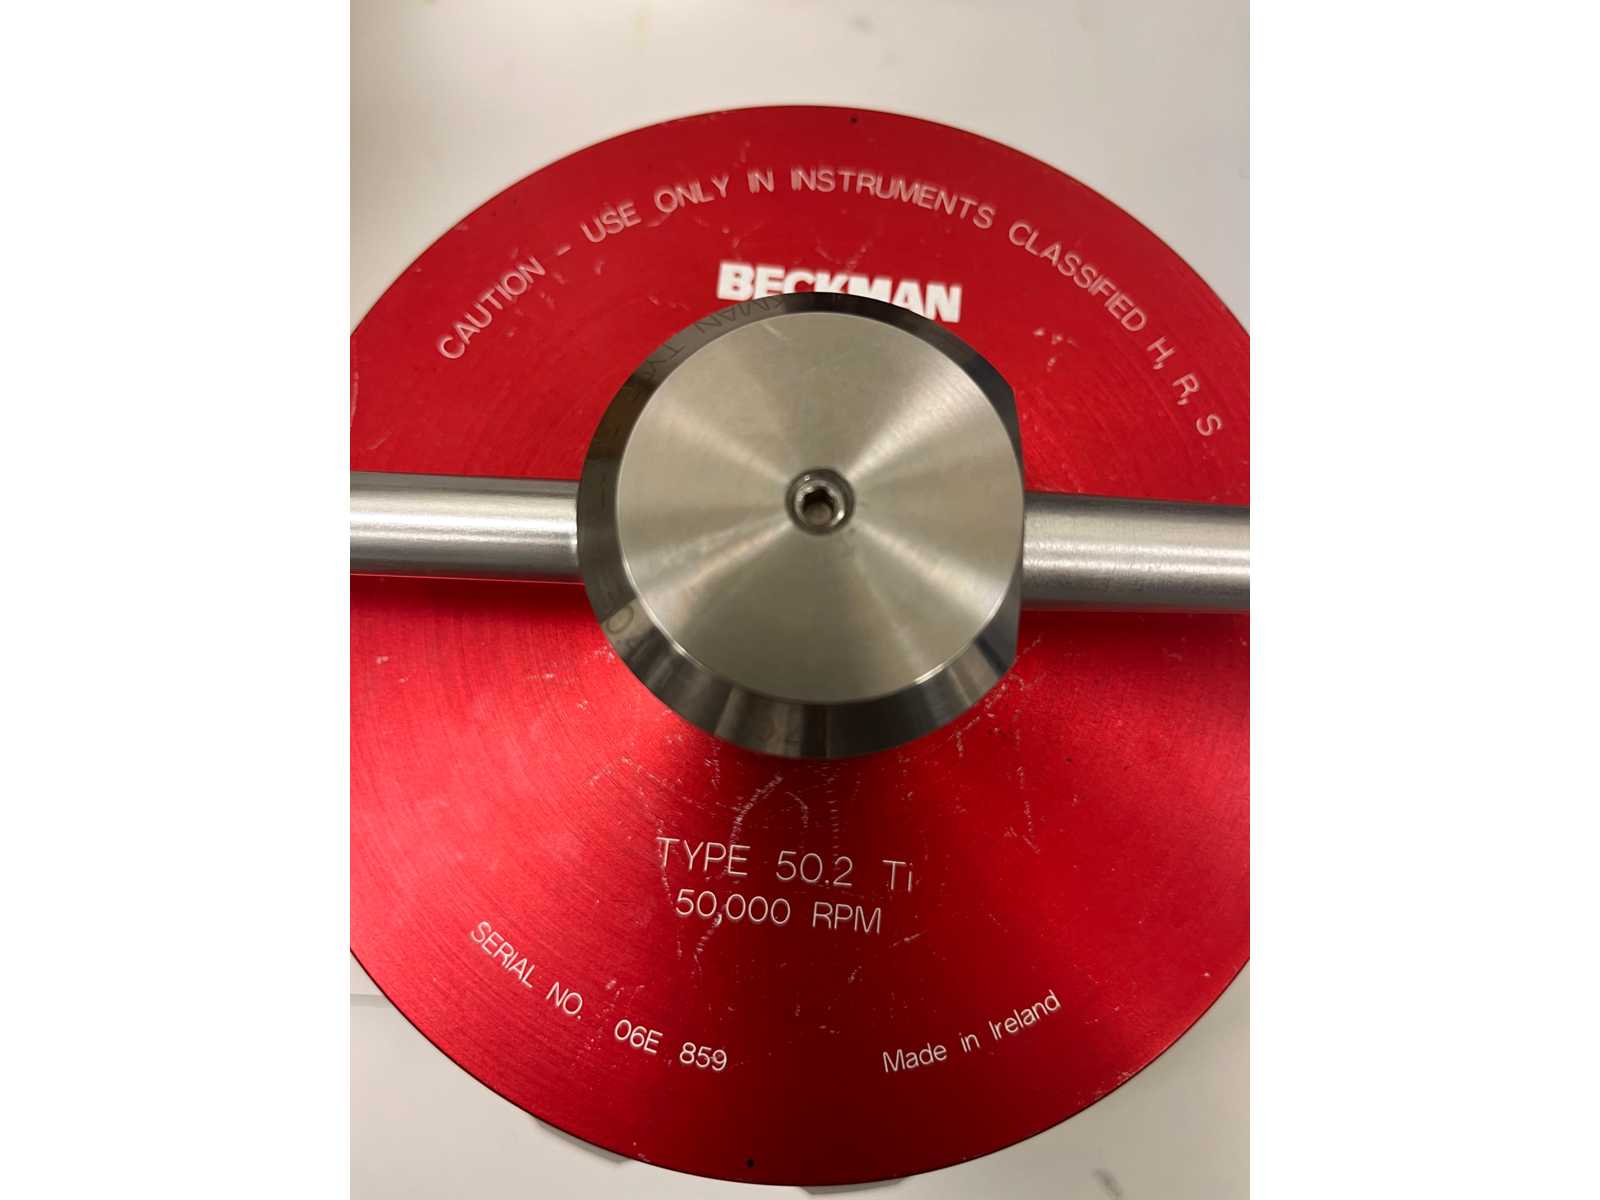 CAUTION - USE ONLY IN INSTRUMENTS CLASSIFIED H, R, S
BECKMAN
TYPE 50.2 Ti
50,000 RPM
SERIAL NO. 06E 859
Made in Ireland